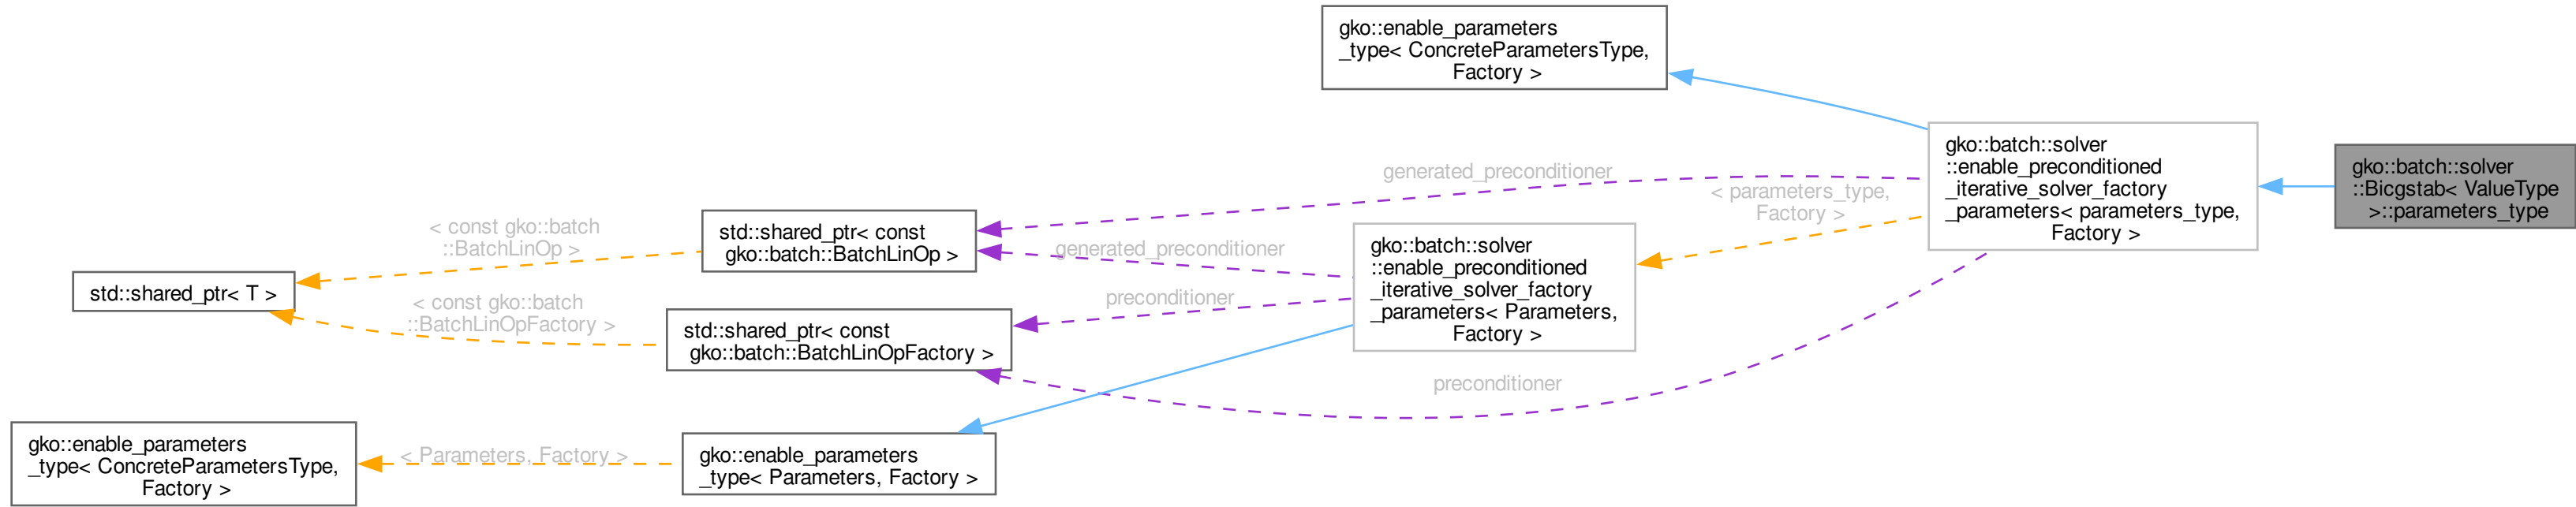 gko::enable_parameters
_type< ConcreteParametersType,
Factory >
gko::batch::solver
::enable_preconditioned
_iterative_solver_factory
_parameters< parameters_type,
Factory >
gko::batch::solver
::Bicgstab< ValueType
>::parameters_type
generated_preconditioner
< parameters_type,
Factory >
std::shared_ptr< const
gko::batch::BatchLinOp >
< const gko::batch
::BatchLinOp >
generated_preconditioner
gko::batch::solver
::enable_preconditioned
_iterative_solver_factory
_parameters< Parameters,
Factory >
std::shared_ptr< T >
< const gko::batch
::BatchLinOpFactory >
preconditioner
std::shared_ptr< const
gko::batch::BatchLinOpFactory >
preconditioner
gko::enable_parameters
_type< ConcreteParametersType,
Factory >
< Parameters, Factory >
gko::enable_parameters
_type< Parameters, Factory >